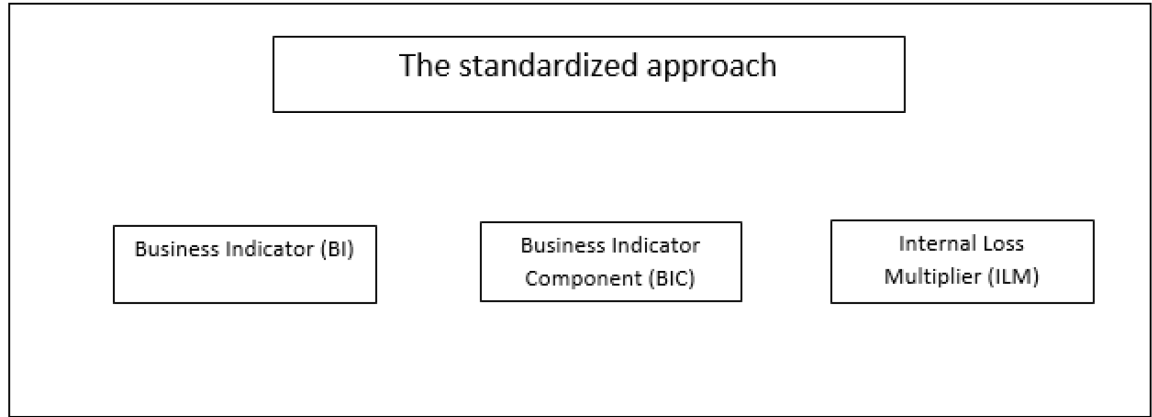 The standardized approach
Business Indicator (BI)
Business Indicator
Component (BIC)
Internal Loss
Multiplier (ILM)